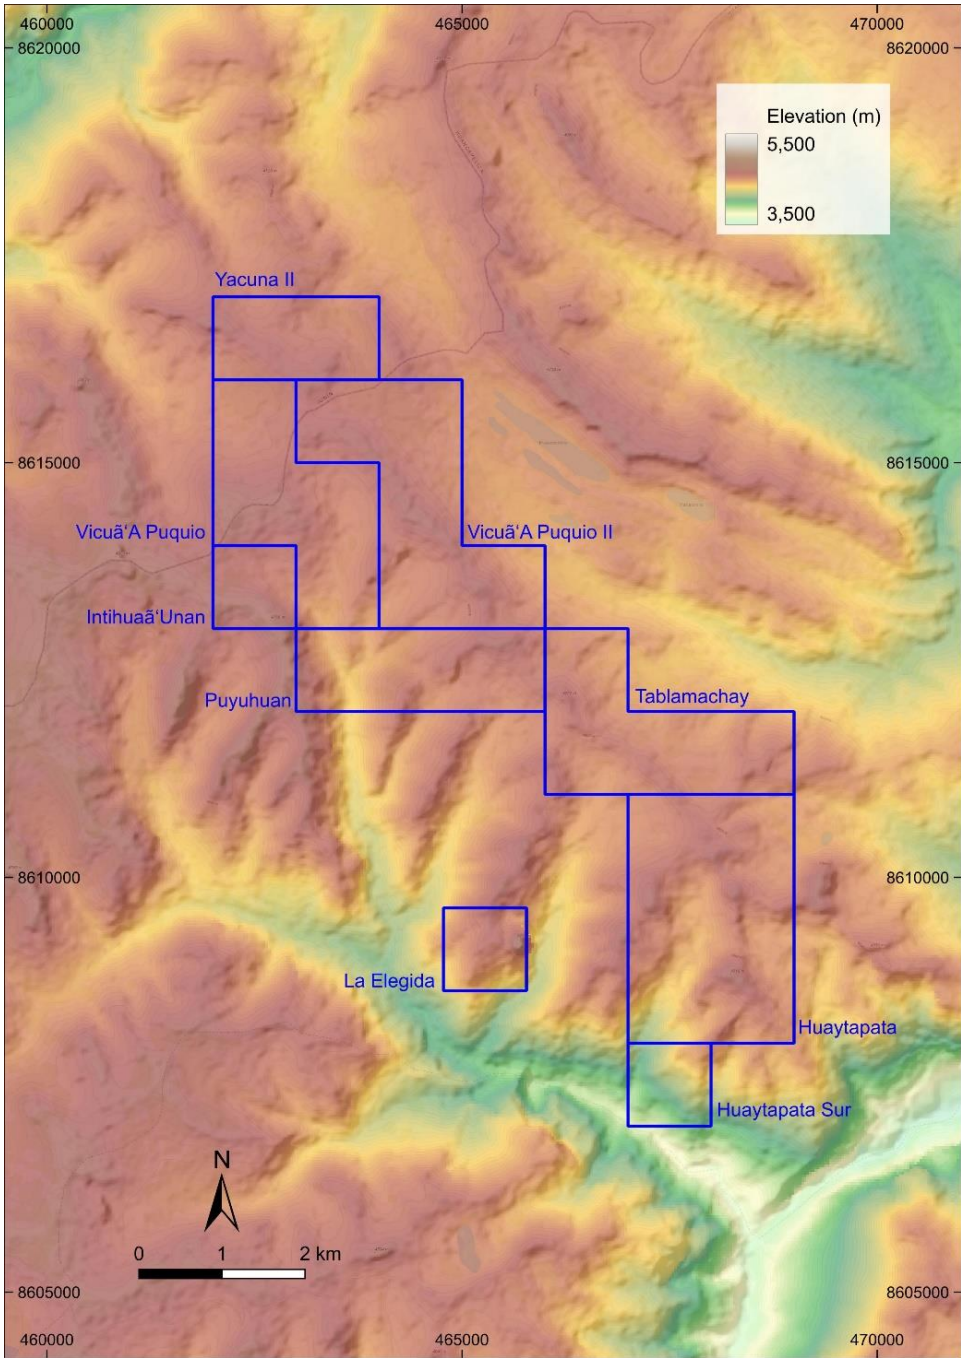 460000 465000 470000
8620000 8620000
Elevation (m)
5,500
3,500
Yacuna II
8615000 8615000
Vicuã‘A Puquio Vicuã‘A Puquio II
Intihuaã‘Unan
Puyuhuan Tablamachay
8610000 8610000
La Elegida
Huaytapata
Huaytapata Sur
N
0 1 2 km
8605000 8605000
460000 465000 470000